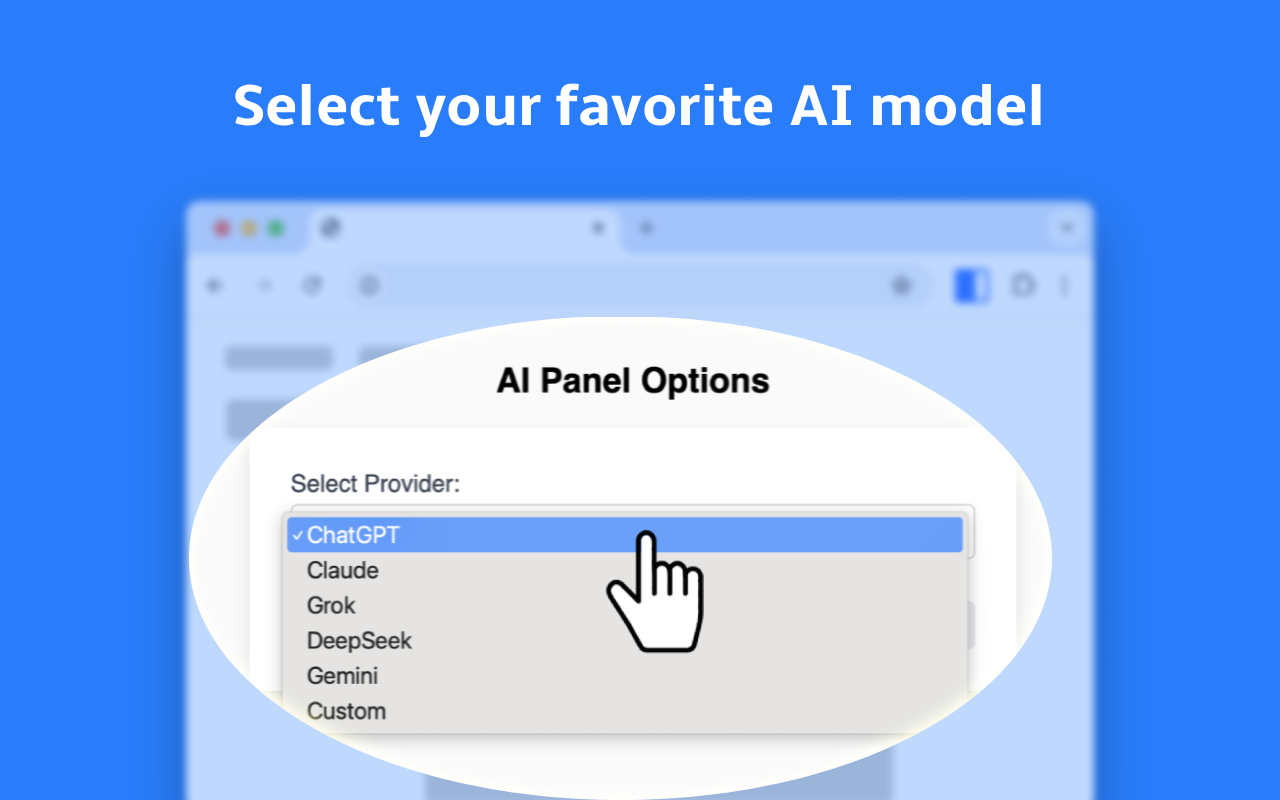 Select your favorite AI model
AI Panel Options
Select Provider:
✓ ChatGPT
Claude
Grok
DeepSeek
Gemini
Custom